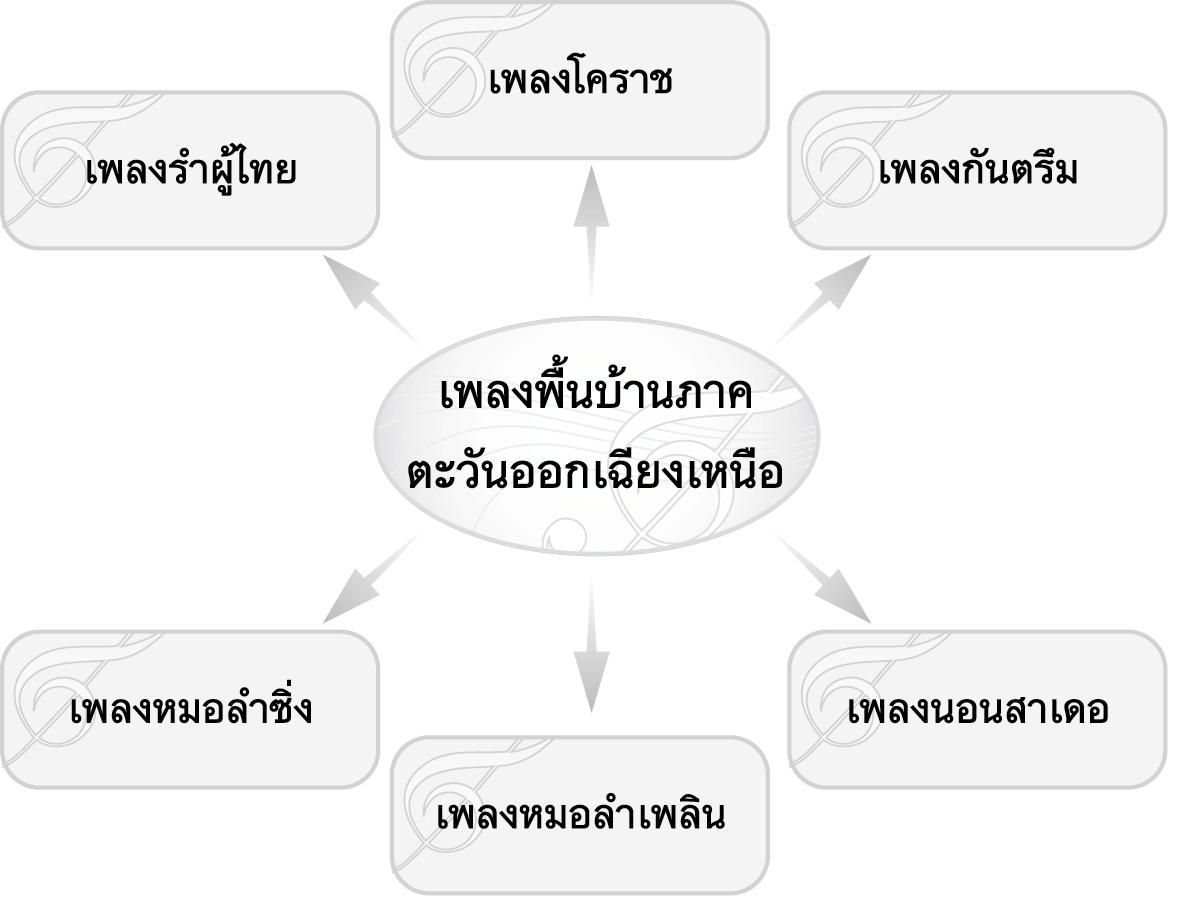 เพลงโคราช
เพลงรำผู้ไทย
เพลงกันตรึม
เพลงพื้นบ้านภาค
ตะวันออกเฉียงเหนือ
เพลงหมอลำซิ่ง
เพลงนอนสาเดอ
เพลงหมอลำเพลิน